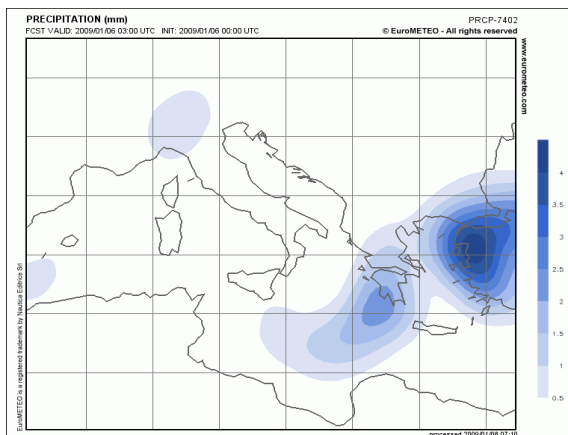 PRECIPITATION (mm)
PRCP-7402
FCST VALID: 2009/01/06 03:00 UTC INIT: 2009/01/06 00:00 UTC
© EuroMETEO - All rights reserved
www.eurometeo.com
4
3.5
3
2.5
2
1.5
1
0.5
EuroMETEO is a registered trademark by Nautica Editrice Srl
processed 2009/01/06 07:10